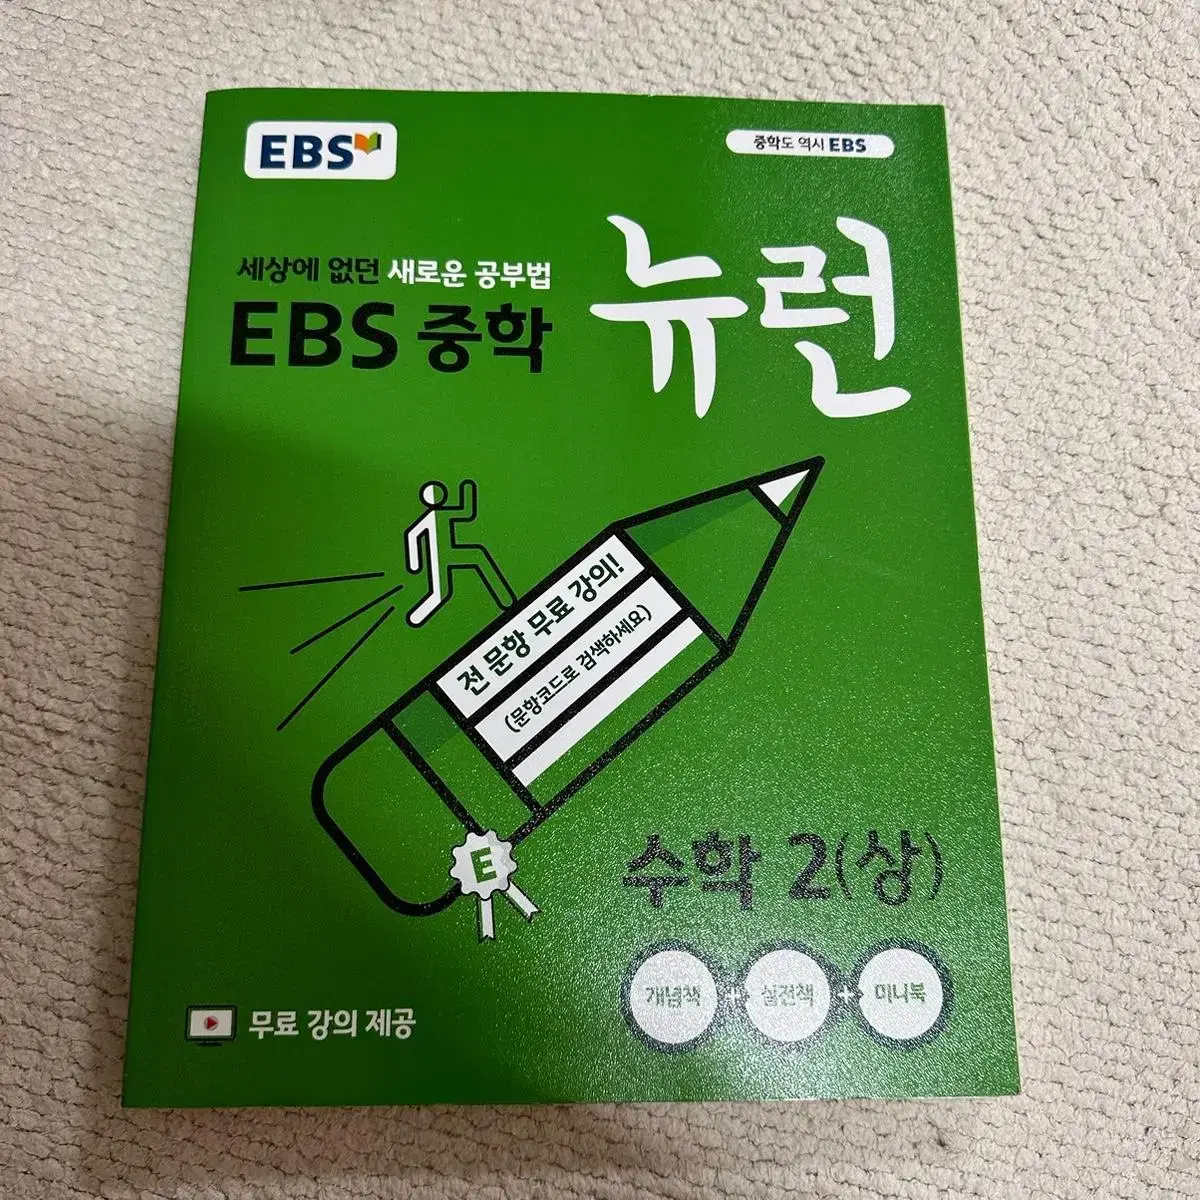 EBS
중학도 역시 EBS
세상에 없던 새로운 공부법
EBS 중학
뉴런
전 문항 무료 강의!
(문항코드로 검색하세요)
E
수학 2(상)
개념책 + 실전책 + 미니북
무료 강의 제공